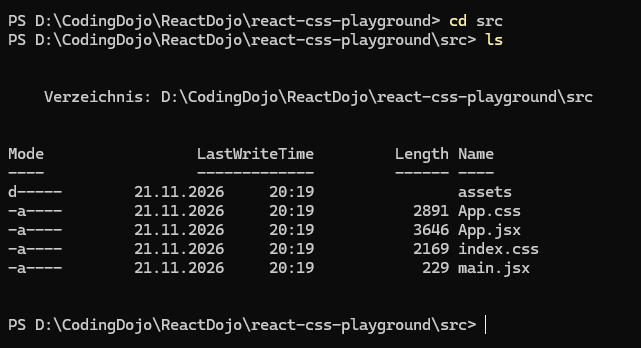 PS D:\CodingDojo\ReactDojo\react-css-playground> cd src
PS D:\CodingDojo\ReactDojo\react-css-playground\src> ls
Verzeichnis: D:\CodingDojo\ReactDojo\react-css-playground\src
Mode LastWriteTime Length Name
---- ------------- ------ ----
d----- 21.11.2026 20:19 assets
-a---- 21.11.2026 20:19 2891 App.css
-a---- 21.11.2026 20:19 3646 App.jsx
-a---- 21.11.2026 20:19 2169 index.css
-a---- 21.11.2026 20:19 229 main.jsx
PS D:\CodingDojo\ReactDojo\react-css-playground\src>